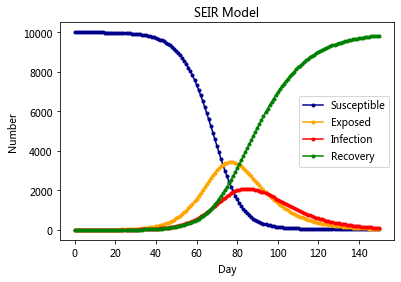 SEIR Model
10000
8000
6000
4000
2000
0
Number
Susceptible
Exposed
Infection
Recovery
0 20 40 60 80 100 120 140
Day